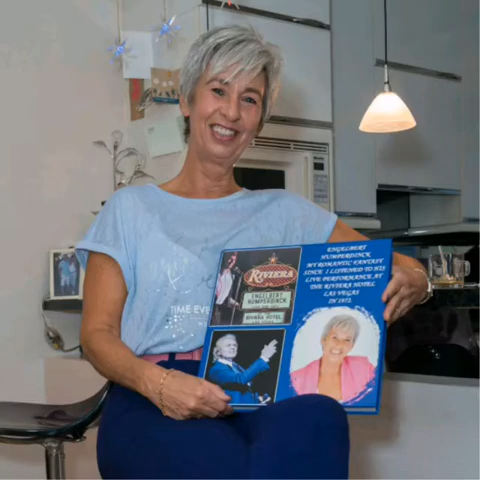 TIME EVE
Riviera
ENGELBERT
HUMPERDINCK
RIVIERA HOTEL
ENGELBERT
HUMPERDINCK
MY ROMANTIC FANTASY
SINCE I LISTENED TO HIS
LIVE PERFORMANCE AT
THE RIVIERA HOTEL
LAS VEGAS
IN 1972.